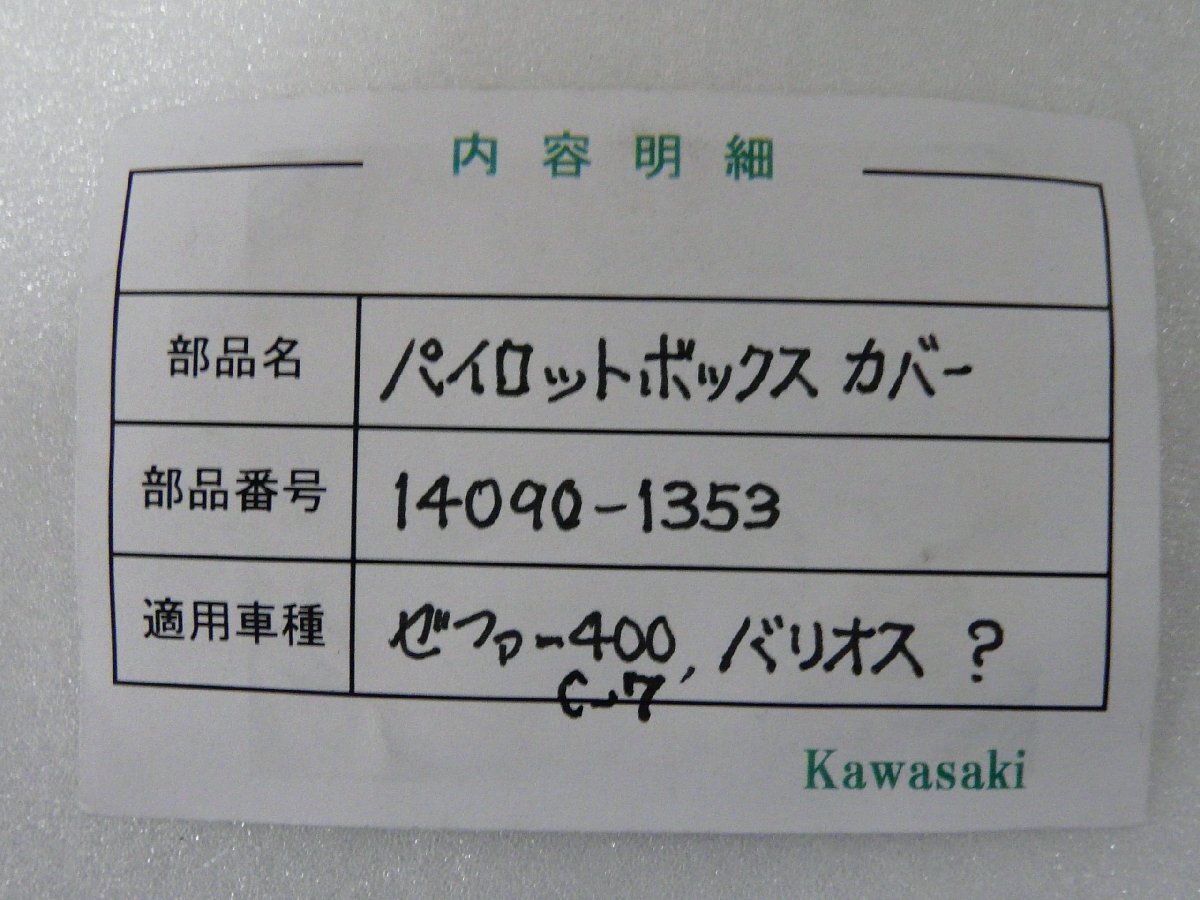 内容明細
部品名 パイロットボックス カバー
部品番号 14090-1353
適用車種 ゼファー400, バリオス ?
C-7
Kawasaki